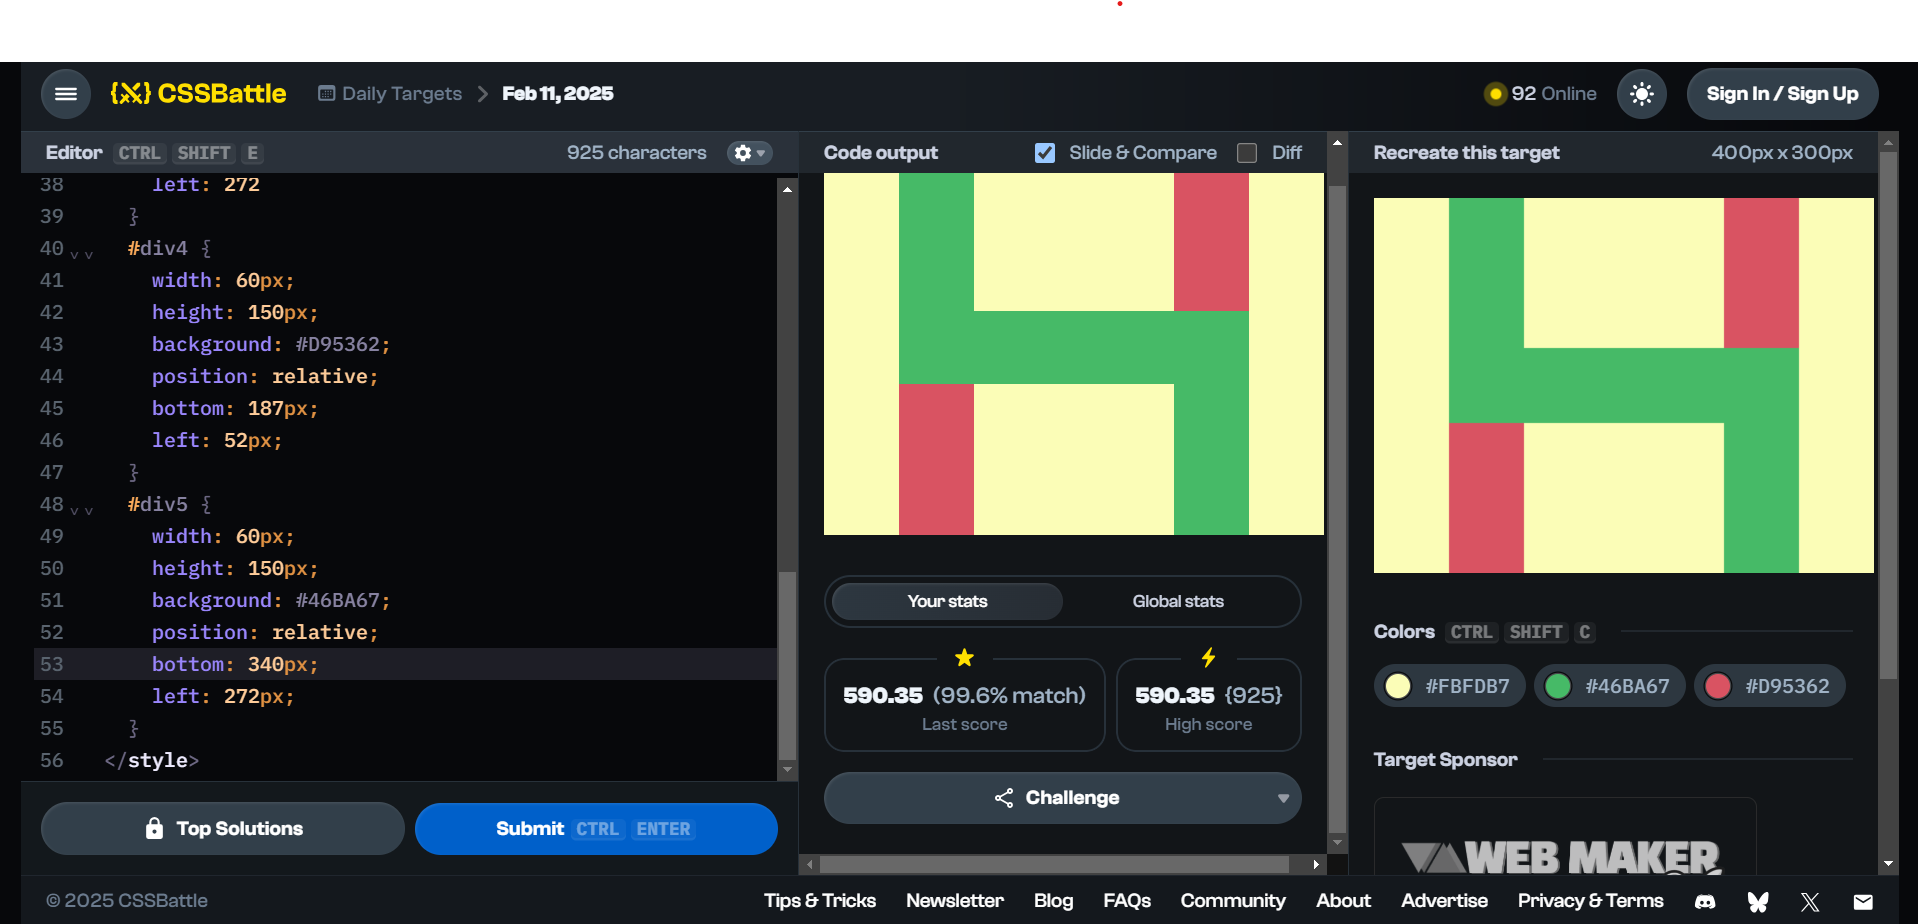 {X} CSSBattle
Daily Targets > Feb 11, 2025
92 Online
Sign In / Sign Up
Editor CTRL SHIFT E
925 characters
Code output
Slide & Compare
Diff
Recreate this target
400px x 300px
38 left: 272
39 }
40 #div4 {
41 width: 60px;
42 height: 150px;
43 background: #D95362;
44 position: relative;
45 bottom: 187px;
46 left: 52px;
47 }
48 #div5 {
49 width: 60px;
50 height: 150px;
51 background: #46BA67;
52 position: relative;
53 bottom: 340px;
54 left: 272px;
55 }
56 </style>
Top Solutions
Submit CTRL ENTER
Your stats
Global stats
590.35 (99.6% match)
Last score
590.35 {925}
High score
Challenge
Colors CTRL SHIFT C
#FBFDB7
#46BA67
#D95362
Target Sponsor
WEB MAKER
© 2025 CSSBattle
Tips & Tricks
Newsletter
Blog
FAQs
Community
About
Advertise
Privacy & Terms